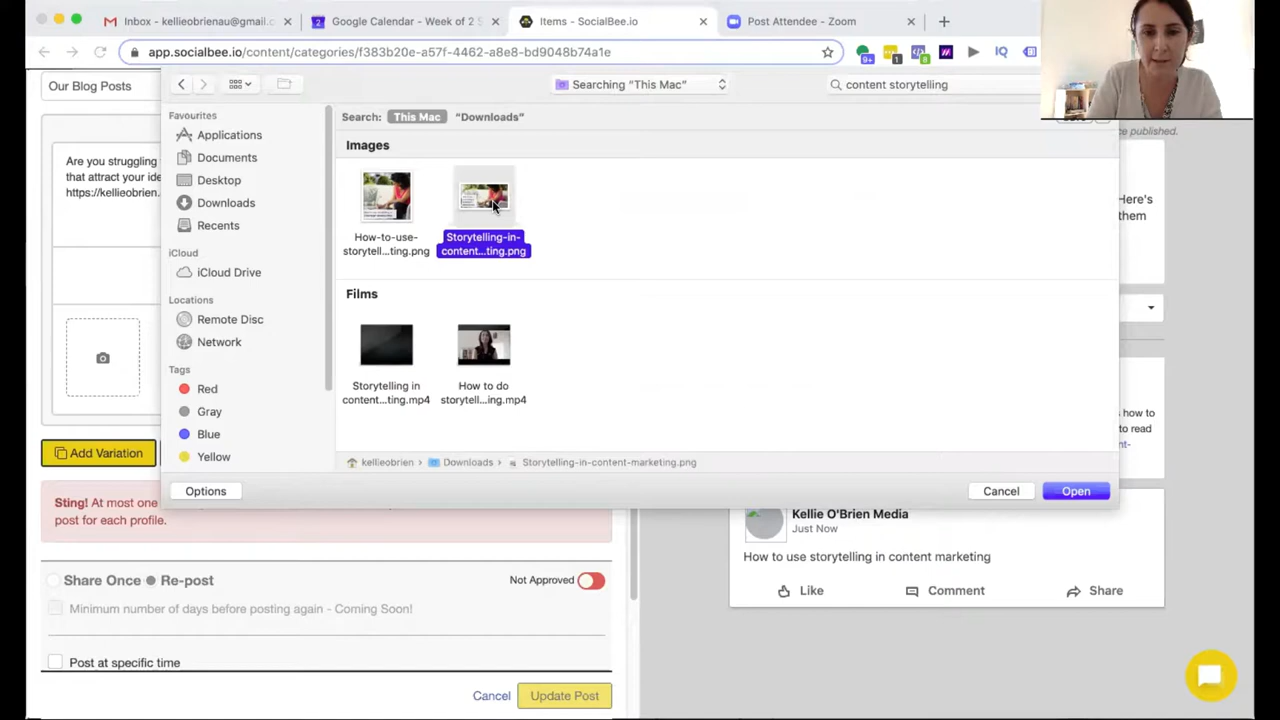 Inbox - kellieobrienau@gmail.c
Google Calendar - Week of 2 S
Items - SocialBee.io
Post Attendee - Zoom
app.socialbee.io/content/categories/f383b20e-a57f-4462-a8e8-bd9048b74a1e
9+
1
8
IQ
Our Blog Posts
Searching "This Mac"
content storytelling
Favourites
Applications
Documents
Desktop
Downloads
Recents
iCloud
iCloud Drive
Locations
Remote Disc
Network
Tags
Red
Gray
Blue
Yellow
Search: This Mac "Downloads"
Images
How-to-use-
storytell...ting.png
Storytelling-in-
content...ting.png
Films
Storytelling in
content...ting.mp4
How to do
storytell...ing.mp4
kellieobrien › Downloads › Storytelling-in-content-marketing.png
Options
Cancel
Open
Are you struggling
that attract your ide
https://kellieobrien.
ce published.
Here's
them
how to
to read
ent-
Add Variation
Sting! At most one
post for each profile.
Share Once Re-post
Not Approved
Minimum number of days before posting again - Coming Soon!
Post at specific time
Cancel
Update Post
Kellie O'Brien Media
Just Now
How to use storytelling in content marketing
Like
Comment
Share